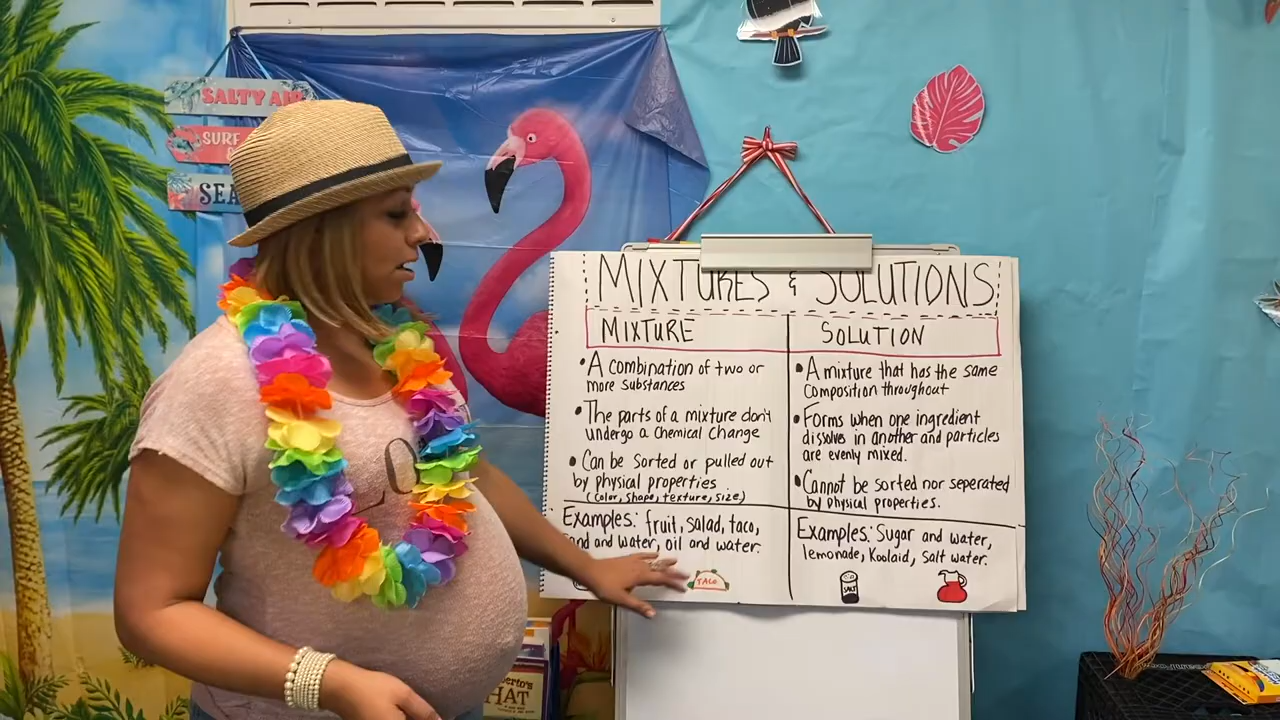 SALTY AIR
SURF
SEA
MIXTURES & SOLUTIONS
MIXTURE
• A combination of two or
more substances
• The parts of a mixture don't
undergo a chemical change
• Can be sorted or pulled out
by physical properties
(color, shape, texture, size)
Examples: fruit, salad, taco,
and water, oil and water.
TACO
SOLUTION
• A mixture that has the same
composition throughout
• Forms when one ingredient
dissolves in another and particles
are evenly mixed.
• Cannot be sorted nor seperated
by physical properties.
Examples: Sugar and water,
lemonade, Koolaid, salt water.
SALT
LO
HAT